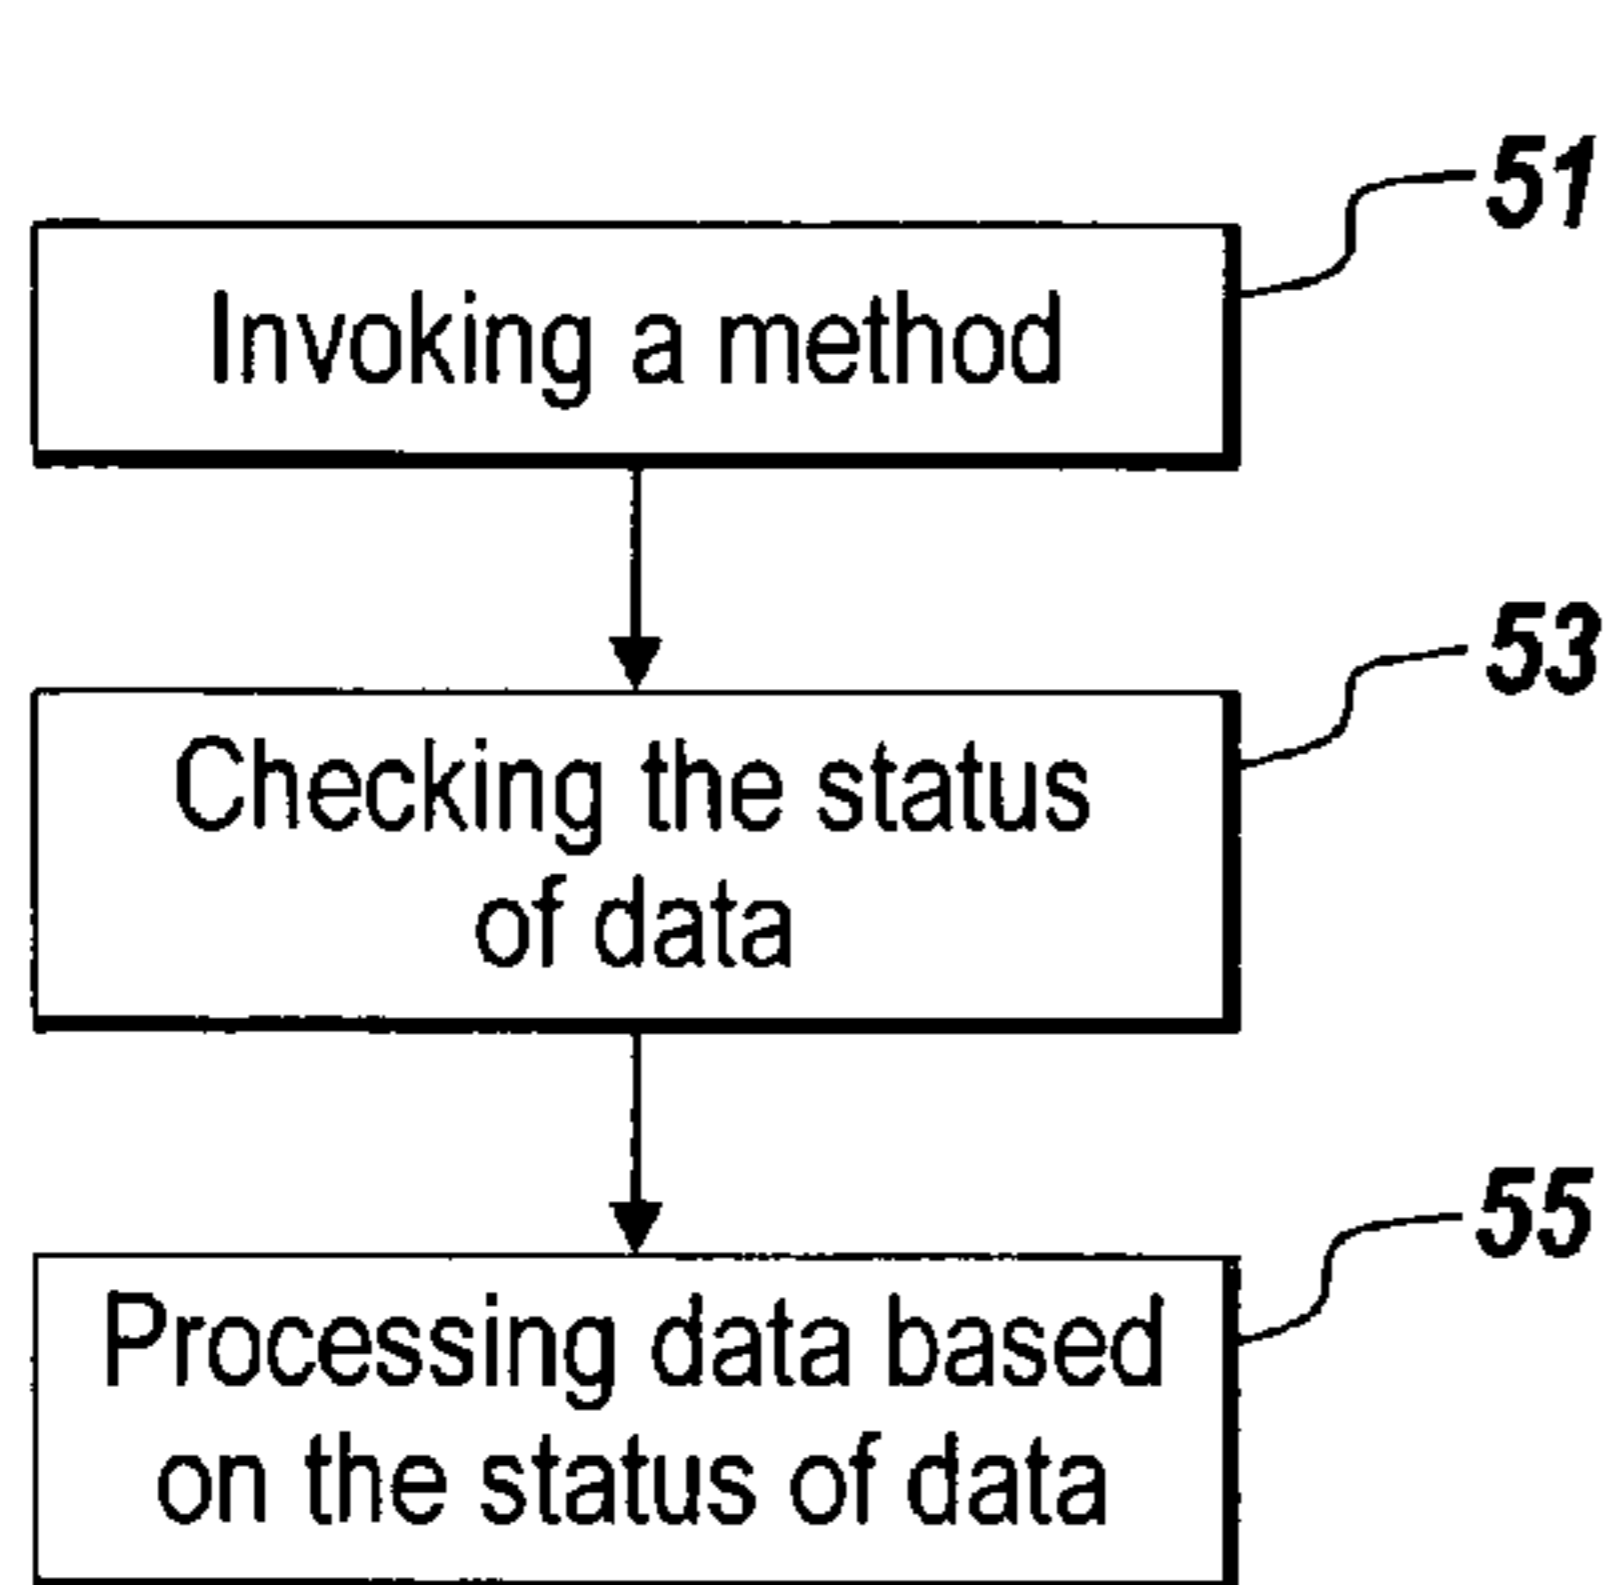 51
Invoking a method
53
Checking the status
of data
55
Processing data based
on the status of data